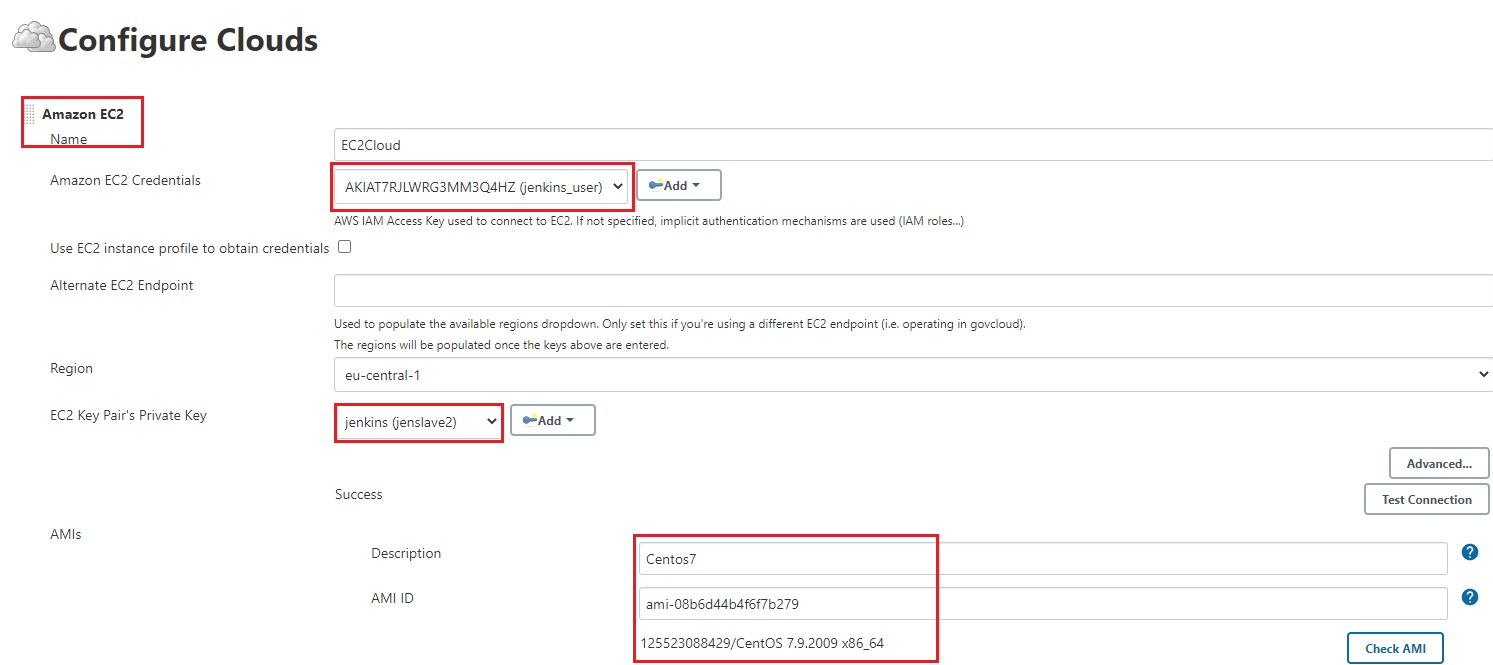 Configure Clouds
Amazon EC2
Name
EC2Cloud
Amazon EC2 Credentials
AKIAT7RJLWRG3MM3Q4HZ (jenkins_user)
Add
AWS IAM Access Key used to connect to EC2. If not specified, implicit authentication mechanisms are used (IAM roles...)
Use EC2 instance profile to obtain credentials
Alternate EC2 Endpoint
Used to populate the available regions dropdown. Only set this if you're using a different EC2 endpoint (i.e. operating in govcloud).
The regions will be populated once the keys above are entered.
Region
eu-central-1
EC2 Key Pair's Private Key
jenkins (jenslave2)
Add
Advanced...
Success
Test Connection
AMIs
Description
Centos7
?
AMI ID
ami-08b6d44b4f6f7b279
?
125523088429/CentOS 7.9.2009 x86_64
Check AMI